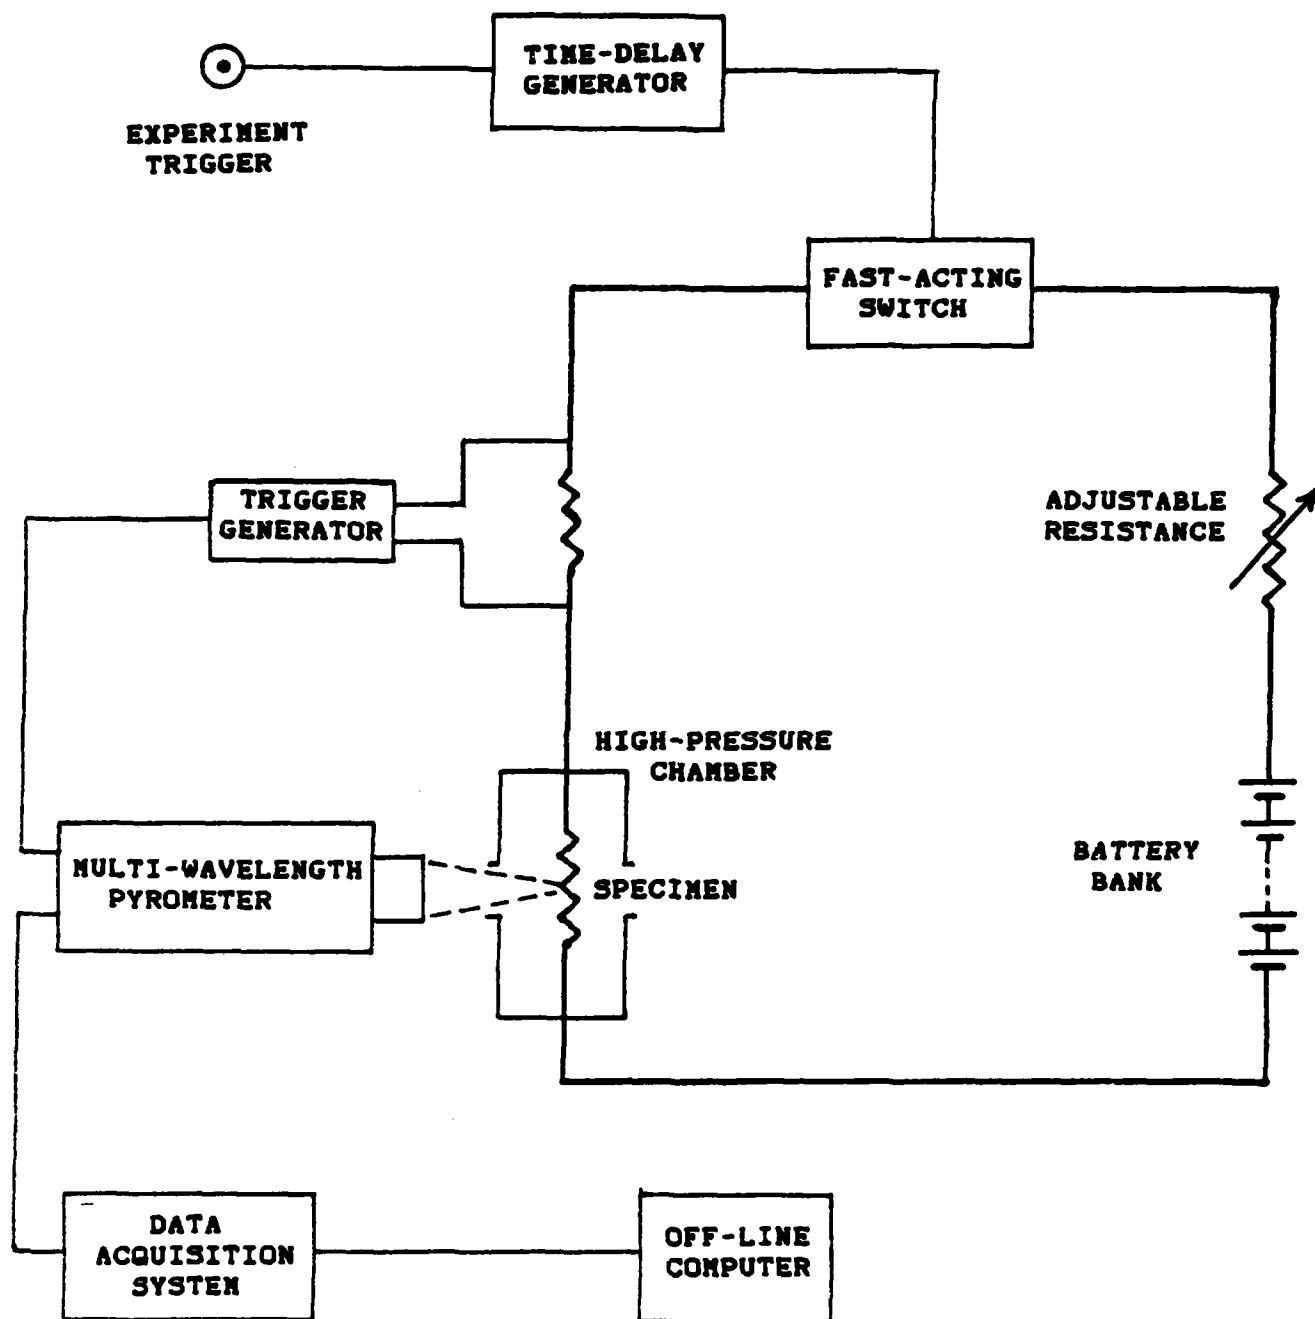 TIME-DELAY
GENERATOR
EXPERIMENT
TRIGGER
FAST-ACTING
SWITCH
TRIGGER
GENERATOR
ADJUSTABLE
RESISTANCE
HIGH-PRESSURE
CHAMBER
MULTI-WAVELENGTH
PYROMETER
SPECIMEN
BATTERY
BANK
DATA
ACQUISITION
SYSTEM
OFF-LINE
COMPUTER